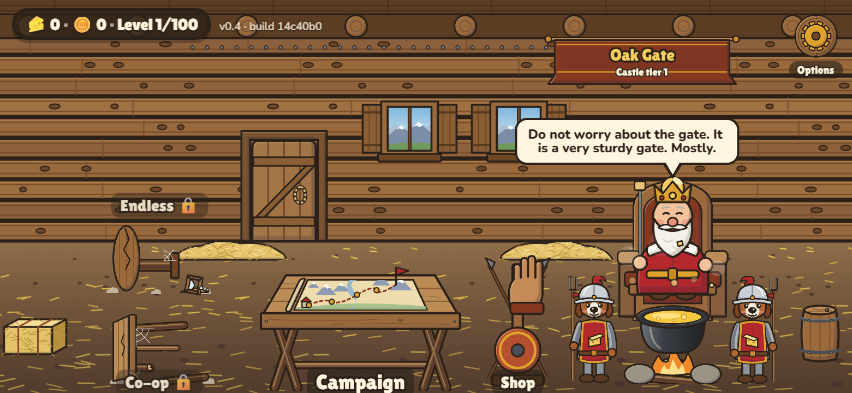 0 · 0 · Level 1/100
v0.4 · build 14c40b0
Oak Gate
Castle tier 1
Options
Do not worry about the gate. It
is a very sturdy gate. Mostly.
Endless
Co-op
Campaign
Shop